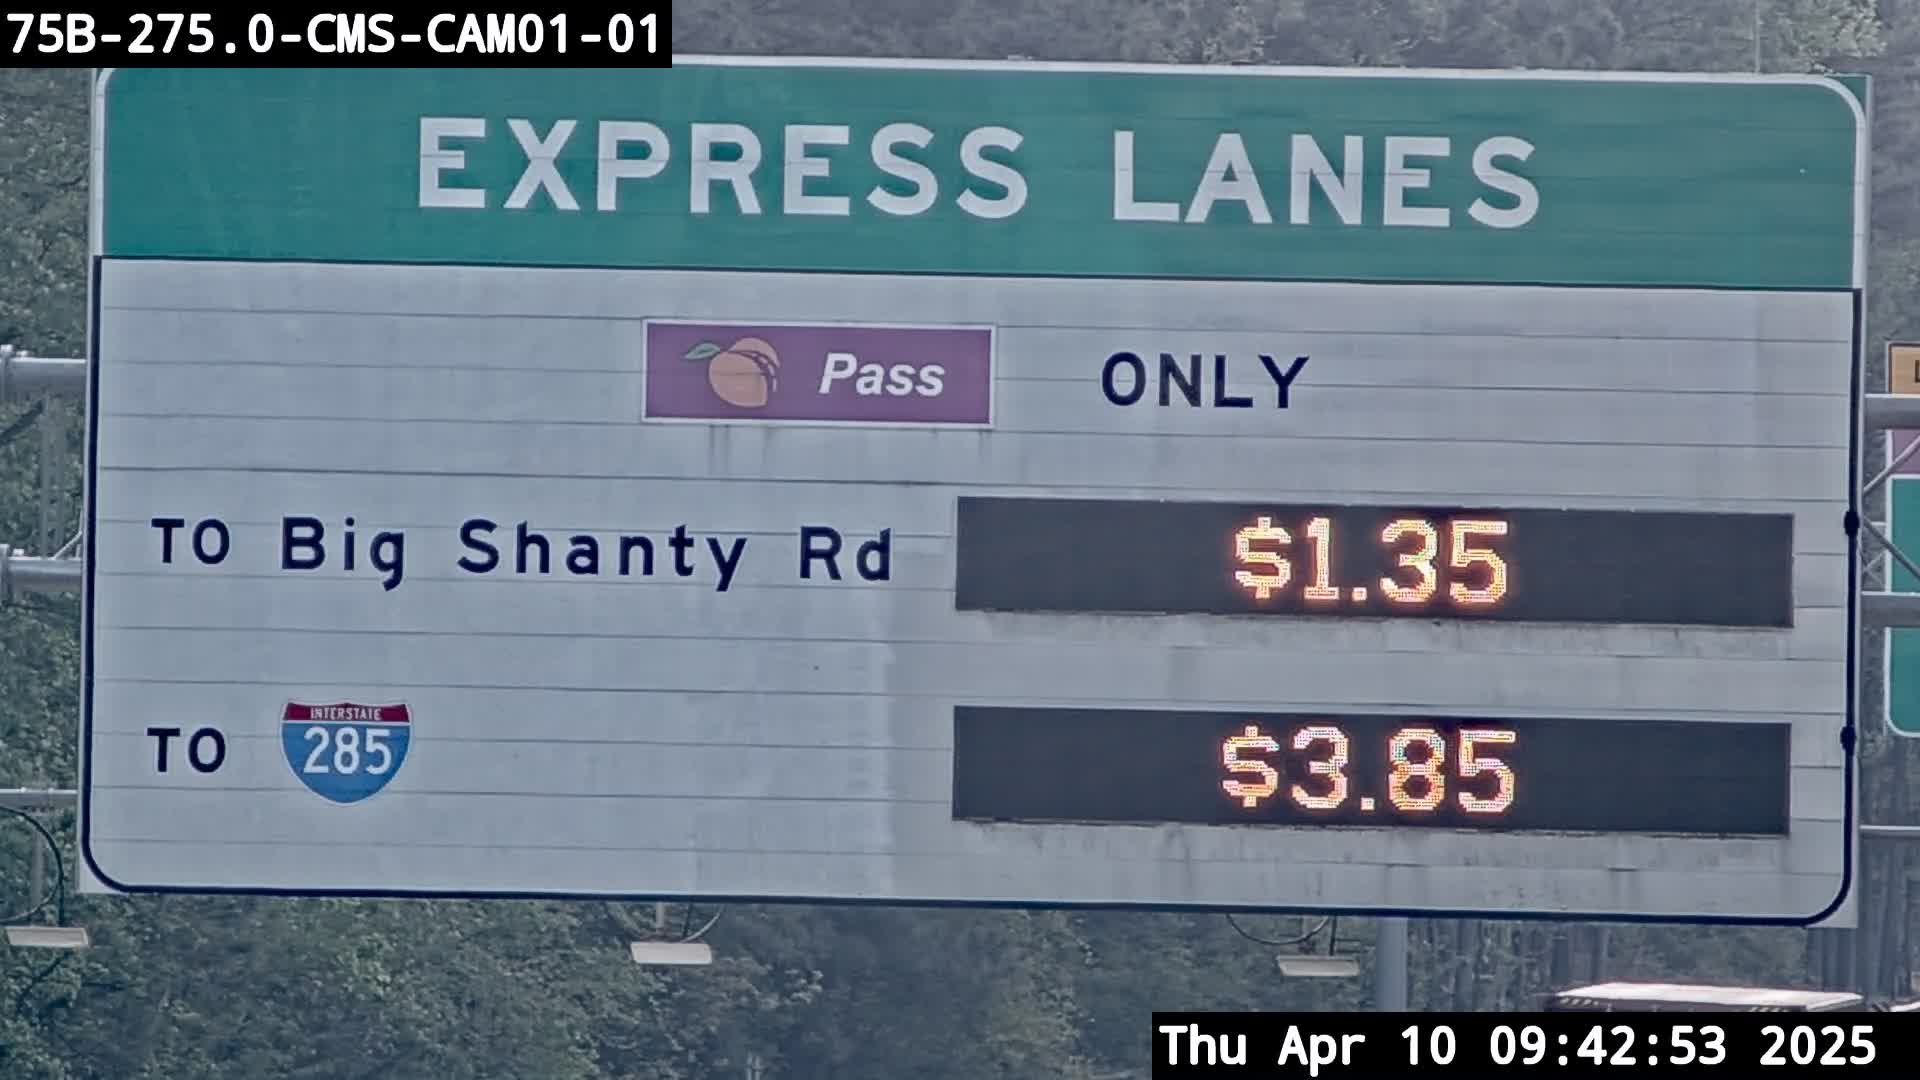 75B-275.0-CMS-CAM01-01
EXPRESS LANES
Pass ONLY
TO Big Shanty Rd $1.35
INTERSTATE
TO 285 $3.85
Thu Apr 10 09:42:53 2025